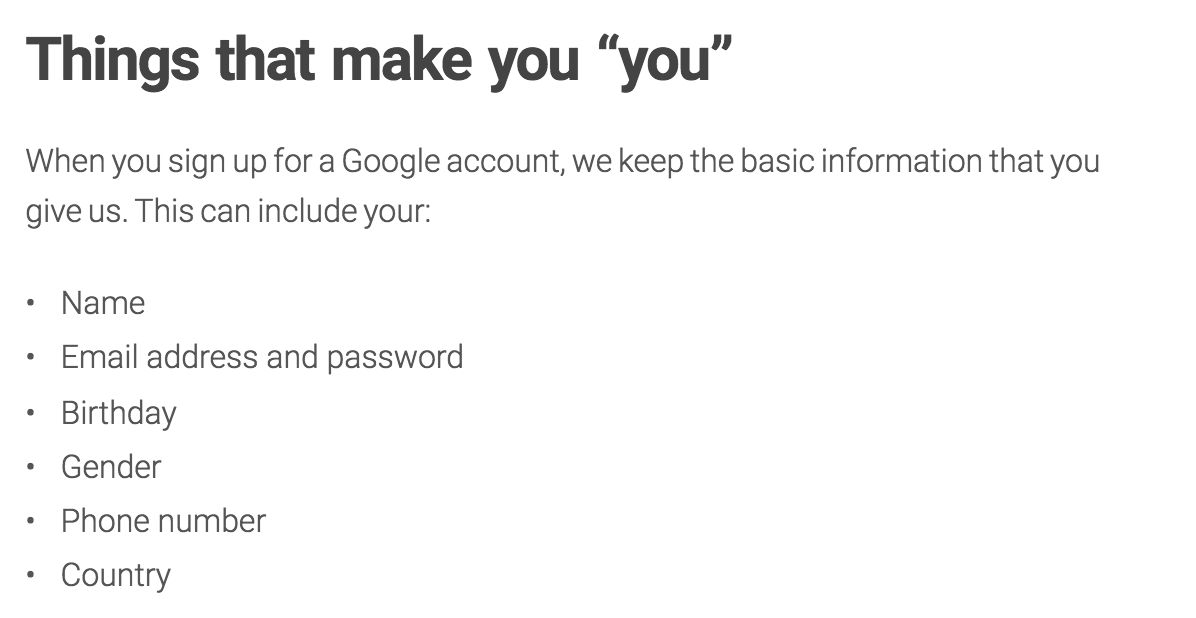 Things that make you “you”
When you sign up for a Google account, we keep the basic information that you
give us. This can include your:
• Name
• Email address and password
• Birthday
• Gender
• Phone number
• Country